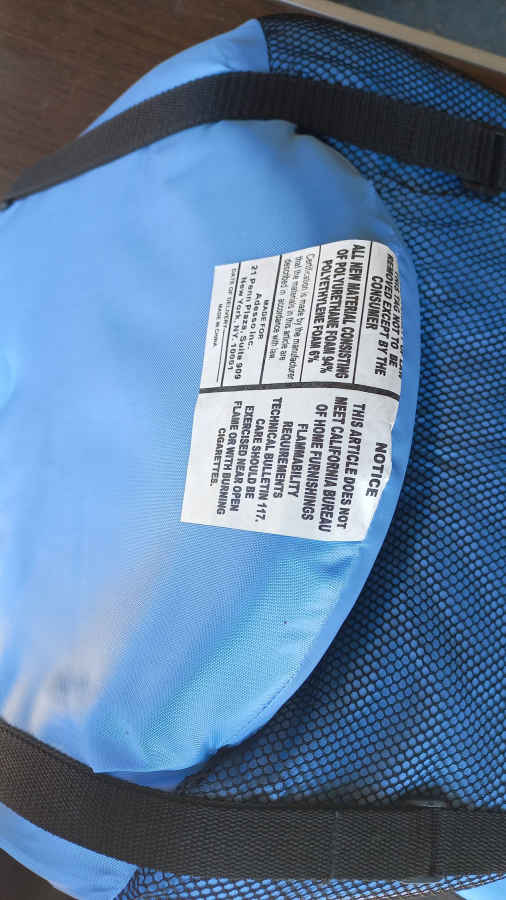 THIS TAG NOT TO BE
REMOVED EXCEPT BY THE
CONSUMER
ALL NEW MATERIAL CONSISTING
OF POLYURETHANE FOAM 94%
POLYETHYLENE FOAM 6%
Certification is made by the manufacturer
that the materials in this article are
described in accordance with law
MADE FOR
Adesso Inc.
21 Penn Plaza, Suite 909
New York, NY. 10001
DATE OF DELIVERY
MADE IN CHINA
NOTICE
THIS ARTICLE DOES NOT
MEET CALIFORNIA BUREAU
OF HOME FURNISHINGS
FLAMMABILITY
REQUIREMENTS
TECHNICAL BULLETIN 117.
CARE SHOULD BE
EXERCISED NEAR OPEN
FLAME OR WITH BURNING
CIGARETTES.